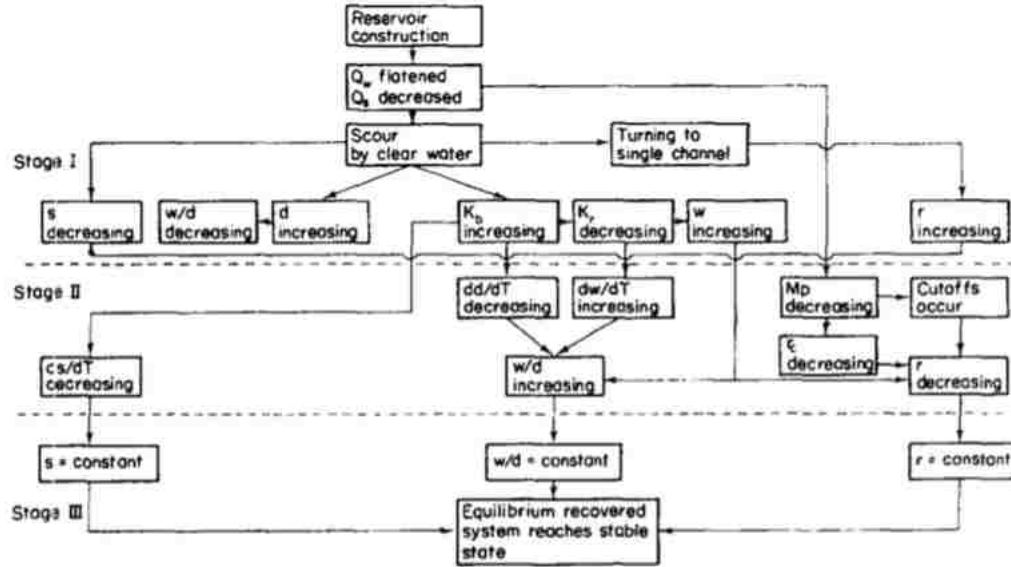 Reservoir
construction
Qw flatened
Qs decreased
Scour
by clear water
Turning to
single channel
Stage I
s
decreasing
w/d
decreasing
d
increasing
Kb
increasing
Kr
decreasing
w
increasing
r
increasing
Stage II
dd/dT
decreasing
dw/dT
increasing
Mp
decreasing
Cutoffs
occur
cs/dT
cecreasing
w/d
increasing
ξ
decreasing
r
decreasing
s = constant
w/d = constant
r = constant
Stage III
Equilibrium recovered
system reaches stable
state